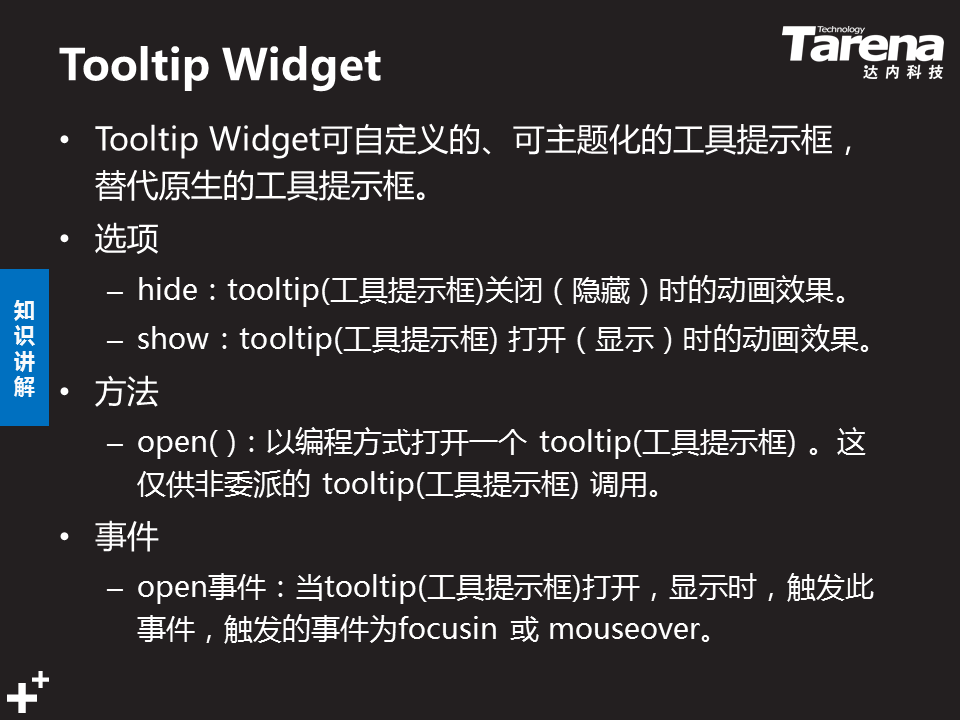 Tooltip Widget
Technology
Tarena
达内科技
• Tooltip Widget可自定义的、可主题化的工具提示框，
替代原生的工具提示框。
• 选项
– hide：tooltip(工具提示框)关闭（隐藏）时的动画效果。
– show：tooltip(工具提示框) 打开（显示）时的动画效果。
知识讲解
• 方法
– open( )：以编程方式打开一个 tooltip(工具提示框) 。这
仅供非委派的 tooltip(工具提示框) 调用。
• 事件
– open事件：当tooltip(工具提示框)打开，显示时，触发此
事件，触发的事件为focusin 或 mouseover。